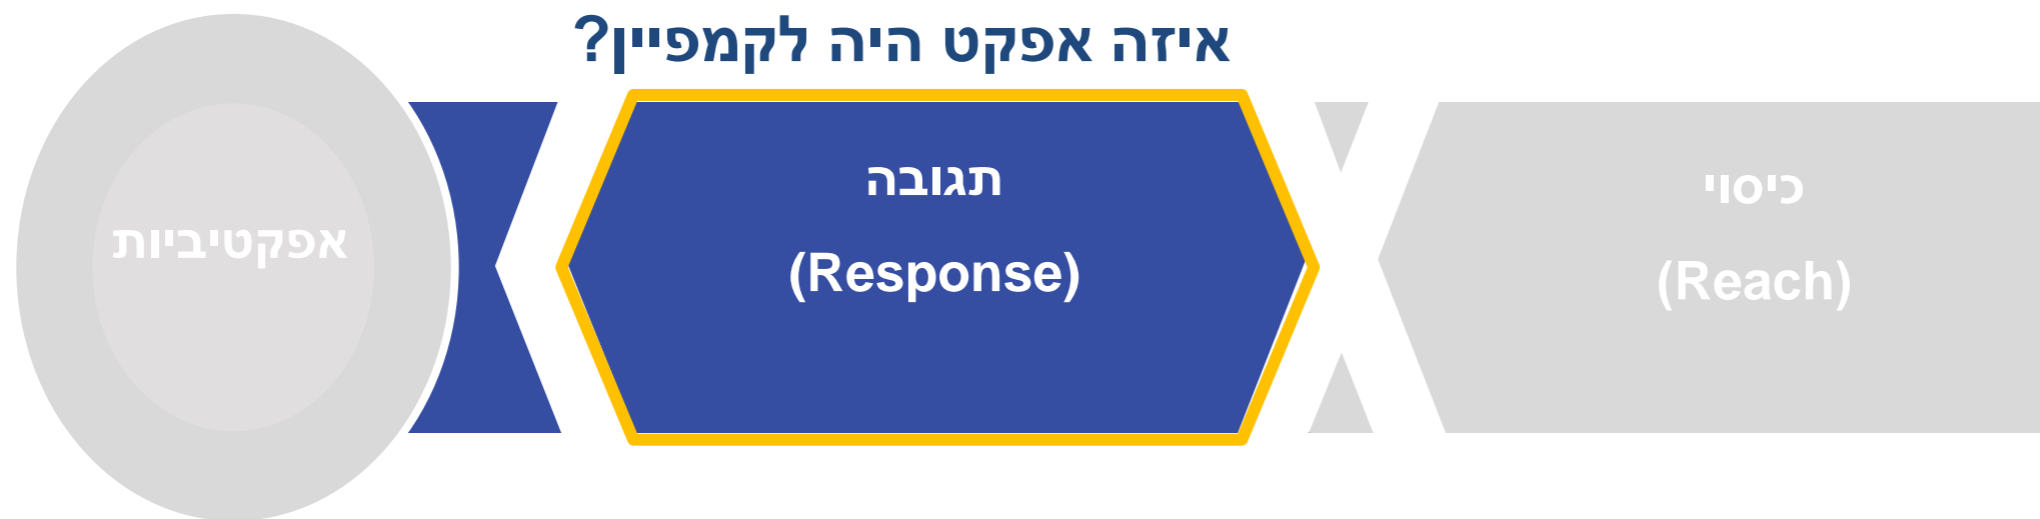 איזה אפקט היה לקמפיין?
כיסוי
(Reach)
תגובה
(Response)
אפקטיביות